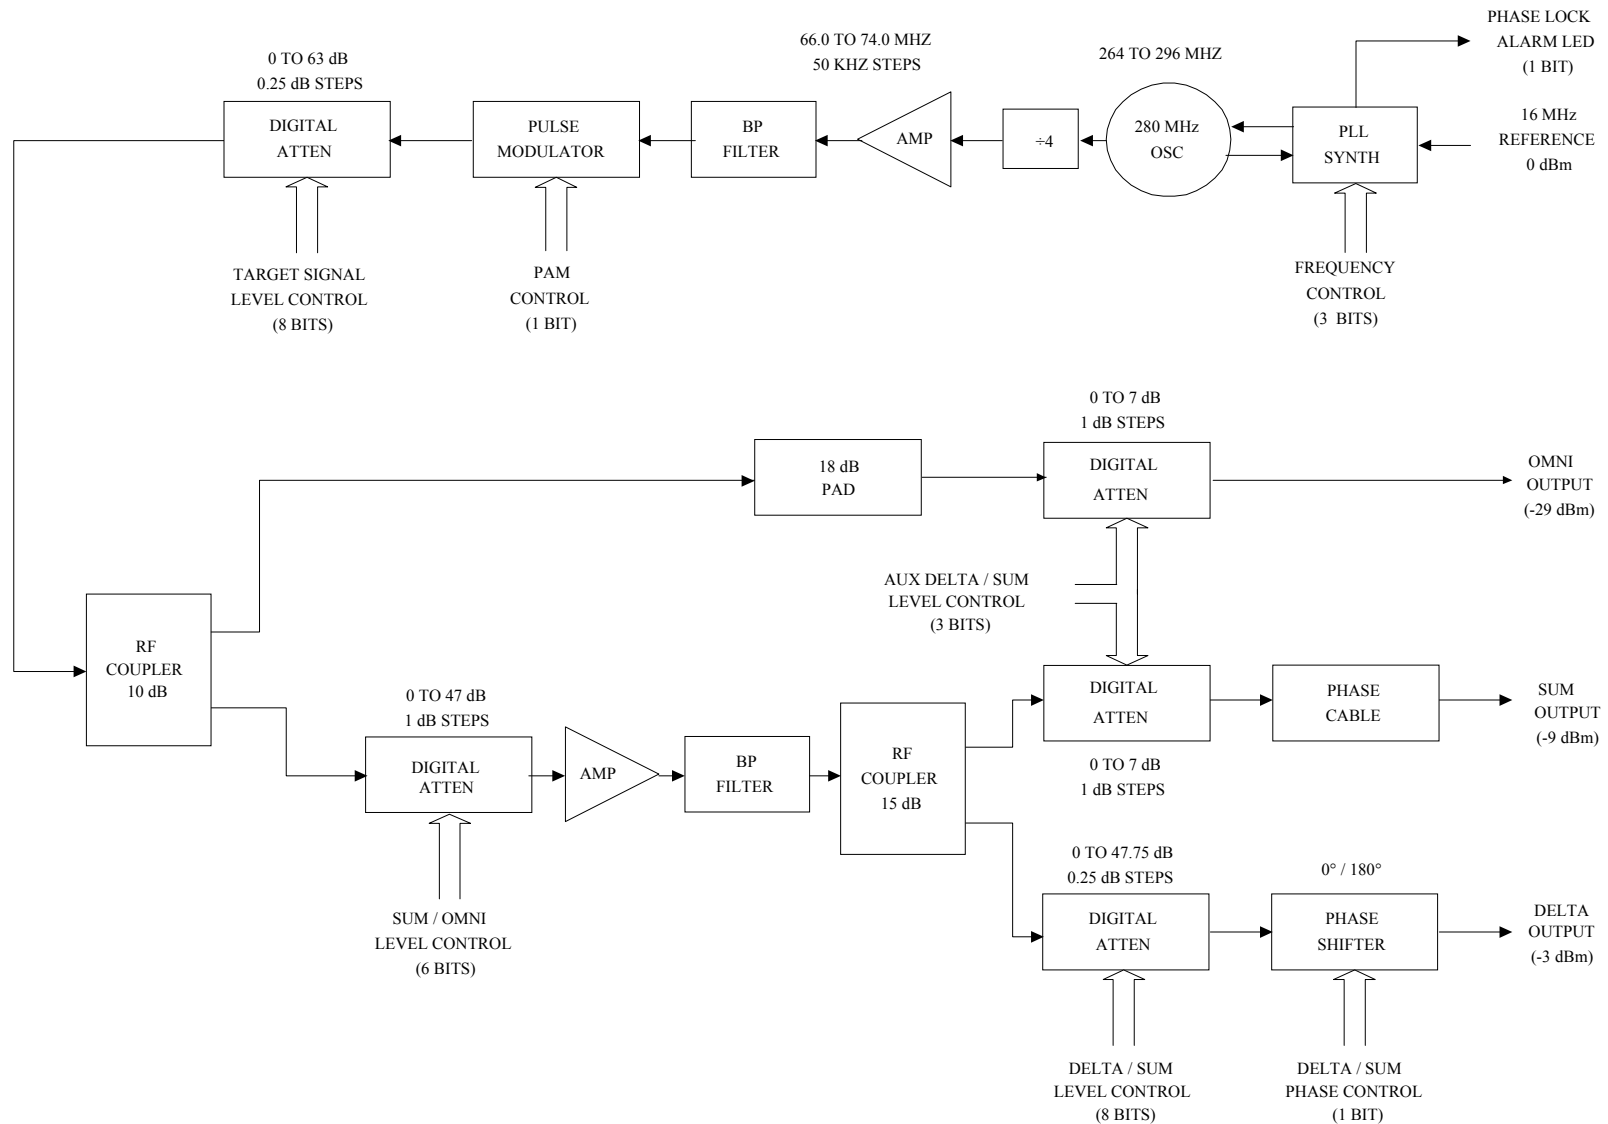 PHASE LOCK
ALARM LED
(1 BIT)
66.0 TO 74.0 MHZ
50 KHZ STEPS
264 TO 296 MHZ
0 TO 63 dB
0.25 dB STEPS
DIGITAL
ATTEN
PULSE
MODULATOR
BP
FILTER
AMP
÷4
280 MHz
OSC
PLL
SYNTH
16 MHz
REFERENCE
0 dBm
TARGET SIGNAL
LEVEL CONTROL
(8 BITS)
PAM
CONTROL
(1 BIT)
FREQUENCY
CONTROL
(3 BITS)
0 TO 7 dB
1 dB STEPS
18 dB
PAD
DIGITAL
ATTEN
OMNI
OUTPUT
(-29 dBm)
AUX DELTA / SUM
LEVEL CONTROL
(3 BITS)
RF
COUPLER
10 dB
0 TO 47 dB
1 dB STEPS
DIGITAL
ATTEN
AMP
BP
FILTER
RF
COUPLER
15 dB
DIGITAL
ATTEN
0 TO 7 dB
1 dB STEPS
PHASE
CABLE
SUM
OUTPUT
(-9 dBm)
SUM / OMNI
LEVEL CONTROL
(6 BITS)
0 TO 47.75 dB
0.25 dB STEPS
DIGITAL
ATTEN
0° / 180°
PHASE
SHIFTER
DELTA
OUTPUT
(-3 dBm)
DELTA / SUM
LEVEL CONTROL
(8 BITS)
DELTA / SUM
PHASE CONTROL
(1 BIT)